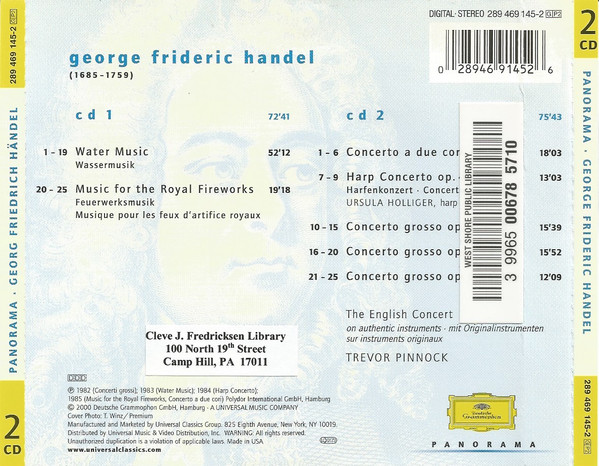 289 469 145-2
2
CD
PANORAMA · GEORG FRIEDRICH HÄNDEL
DIGITAL·STEREO 289 469 145-2 GP2
0 28946 91452 6
george frideric handel
(1685–1759)
cd 1 72'41
1 – 19 Water Music 52'12
Wassermusik
20 – 25 Music for the Royal Fireworks 19'18
Feuerwerksmusik
Musique pour les feux d'artifice royaux
cd 2 75'43
1 – 6 Concerto a due cor 18'03
7 – 9 Harp Concerto op. 13'03
Harfenkonzert · Concert
URSULA HOLLIGER, harp
10 – 15 Concerto grosso op 15'39
16 – 20 Concerto grosso op 15'52
21 – 25 Concerto grosso op 12'09
WEST SHORE PUBLIC LIBRARY
3 9965 00678 5710
The English Concert
on authentic instruments · mit Originalinstrumenten
sur instruments originaux
TREVOR PINNOCK
Cleve J. Fredricksen Library
100 North 19th Street
Camp Hill, PA 17011
DDD
℗ 1982 (Concerti grossi); 1983 (Water Music); 1984 (Harp Concerto);
1985 (Music for the Royal Fireworks, Concerto a due cori) Polydor International GmbH, Hamburg
© 2000 Deutsche Grammophon GmbH, Hamburg · A UNIVERSAL MUSIC COMPANY
Cover Photo: T. Winz / Premium
Manufactured and Marketed by Universal Classics Group. 825 Eighth Avenue, New York, NY 10019.
Distributed by Universal Music & Video Distribution, Inc. WARNING: All rights reserved.
Unauthorized duplication is a violation of applicable laws. Made in USA.
www.universalclassics.com
Deutsche
Grammophon
PANORAMA
2
CD
PANORAMA · GEORGE FRIDERIC HANDEL
289 469 145-2 GP2